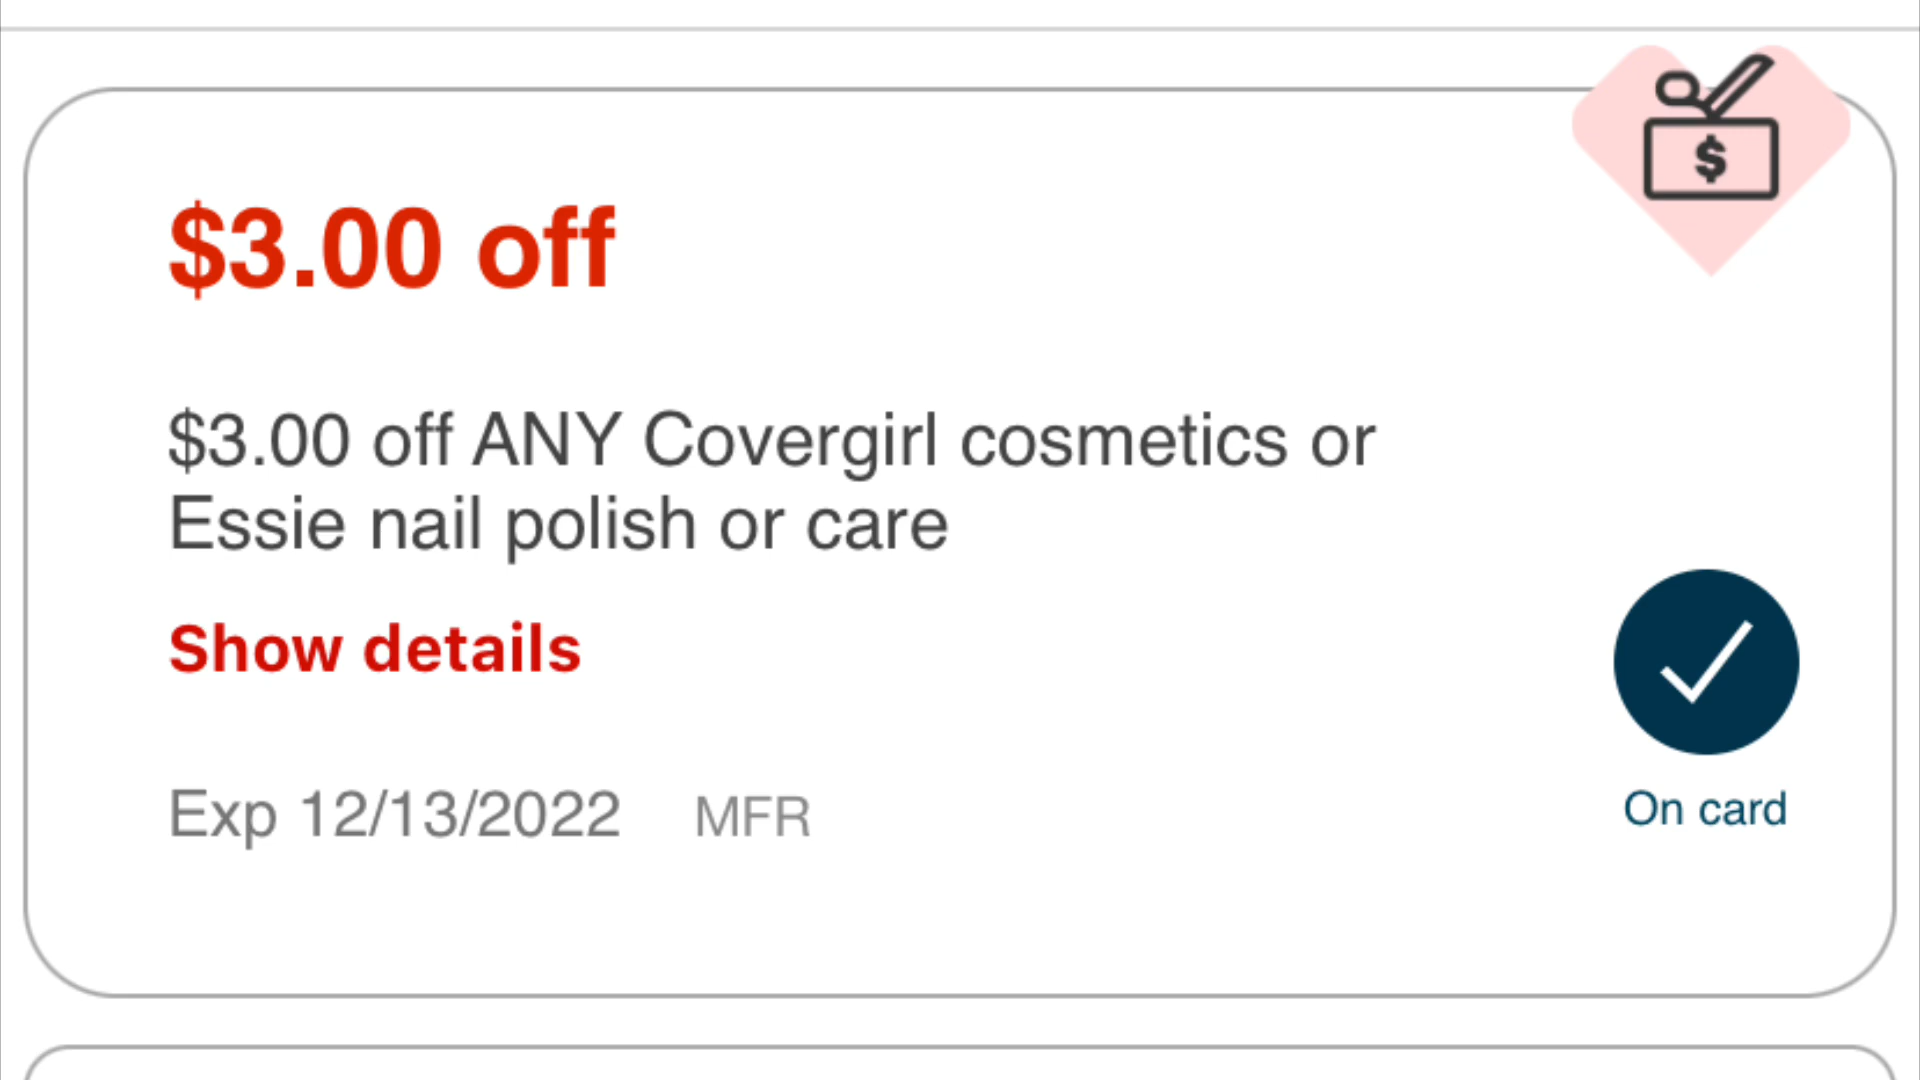 $
$3.00 off
$3.00 off ANY Covergirl cosmetics or
Essie nail polish or care
Show details
Exp 12/13/2022 MFR
On card